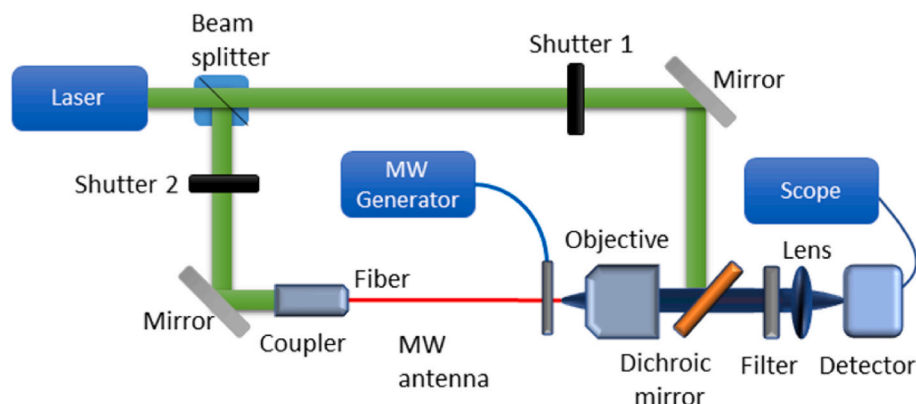 Beam
splitter
Laser
Shutter 1
Mirror
Shutter 2
MW
Generator
Scope
Objective
Lens
Fiber
Mirror
Coupler
MW
antenna
Dichroic
mirror
Filter
Detector